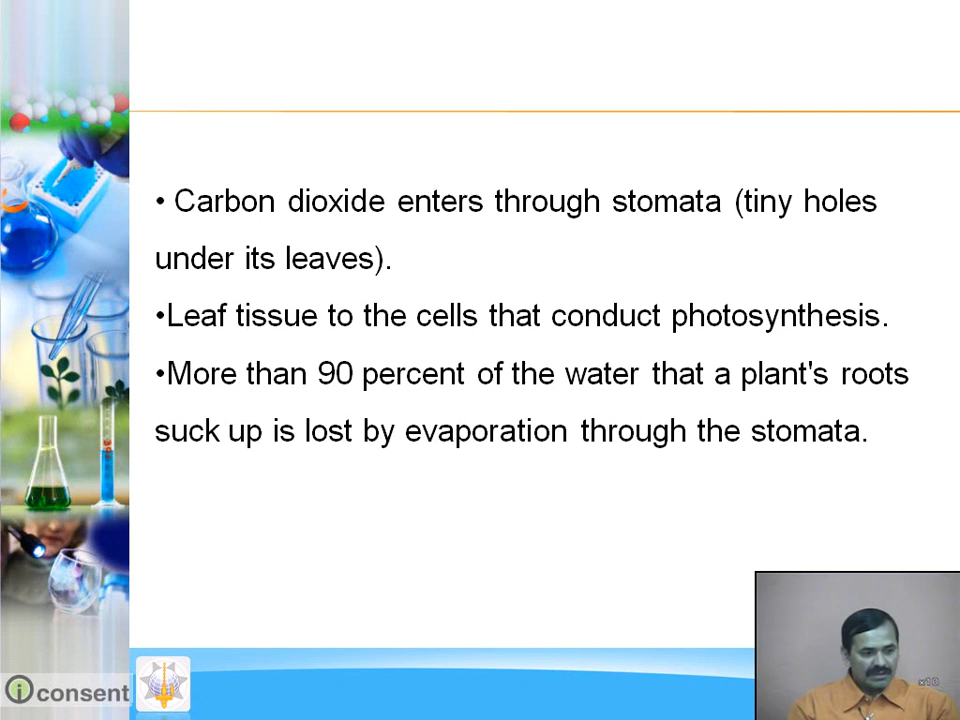 • Carbon dioxide enters through stomata (tiny holes
under its leaves).
•Leaf tissue to the cells that conduct photosynthesis.
•More than 90 percent of the water that a plant's roots
suck up is lost by evaporation through the stomata.
i consent
x10